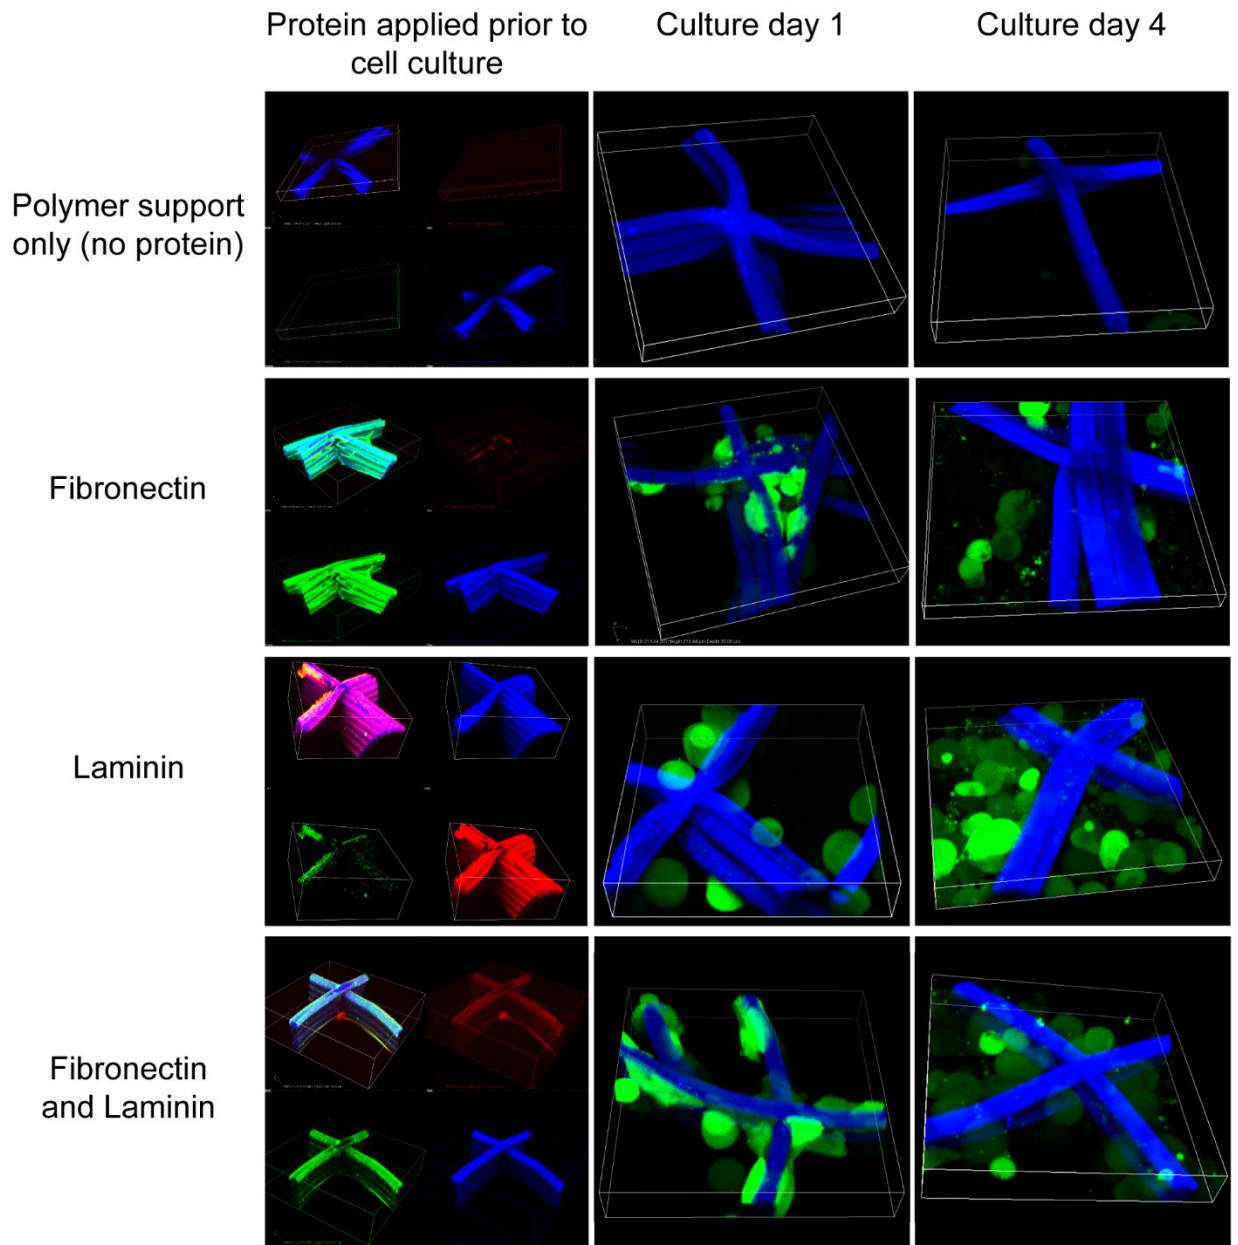 Protein applied prior to
cell culture
Culture day 1
Culture day 4
Polymer support
only (no protein)
Fibronectin
Laminin
Fibronectin
and Laminin